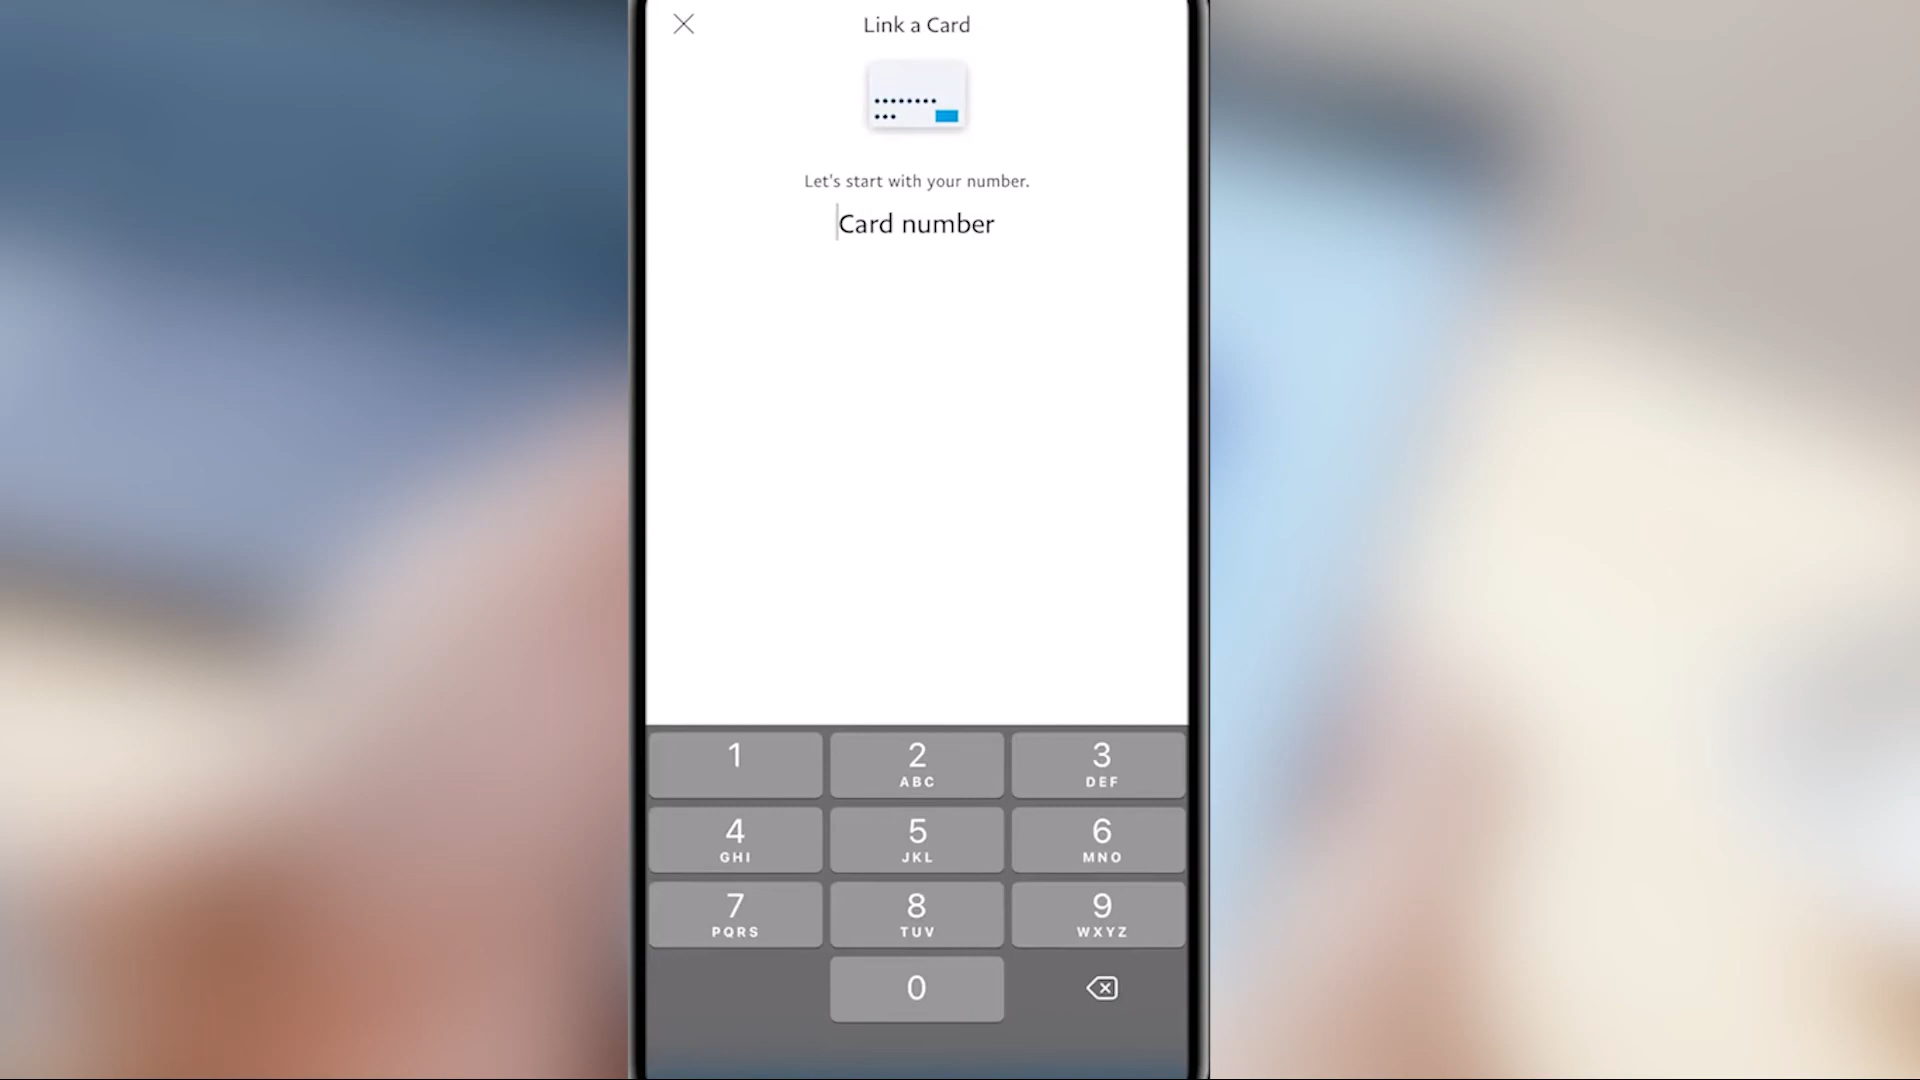 Link a Card
Let's start with your number.
Card number
1
2
ABC
3
DEF
4
GHI
5
JKL
6
MNO
7
PQRS
8
TUV
9
WXYZ
0